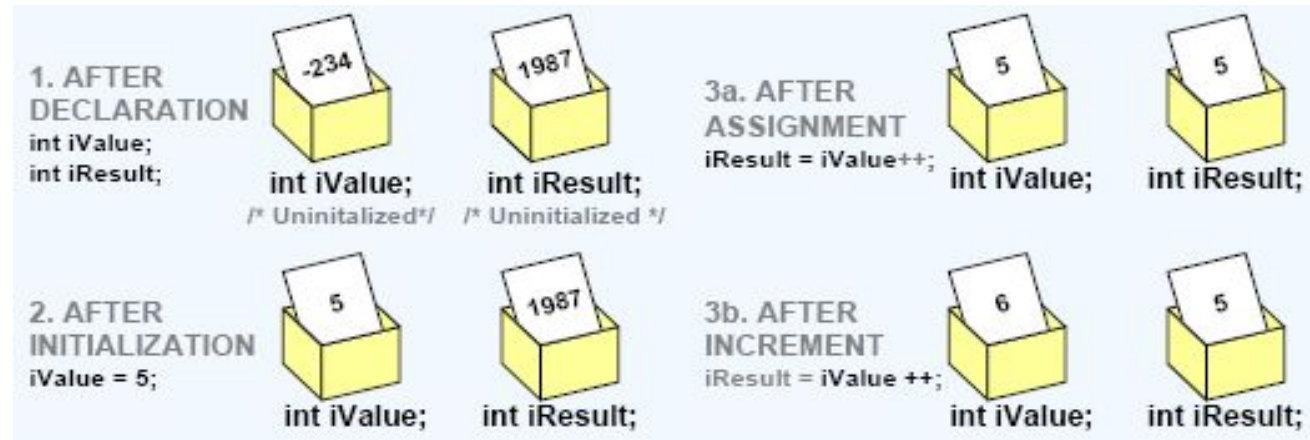 1. AFTER
DECLARATION
int iValue;
int iResult;
-234
int iValue;
/* Uninitalized*/
1987
int iResult;
/* Uninitialized */
2. AFTER
INITIALIZATION
iValue = 5;
5
int iValue;
1987
int iResult;
3a. AFTER
ASSIGNMENT
iResult = iValue++;
5
int iValue;
5
int iResult;
3b. AFTER
INCREMENT
iResult = iValue ++;
6
int iValue;
5
int iResult;